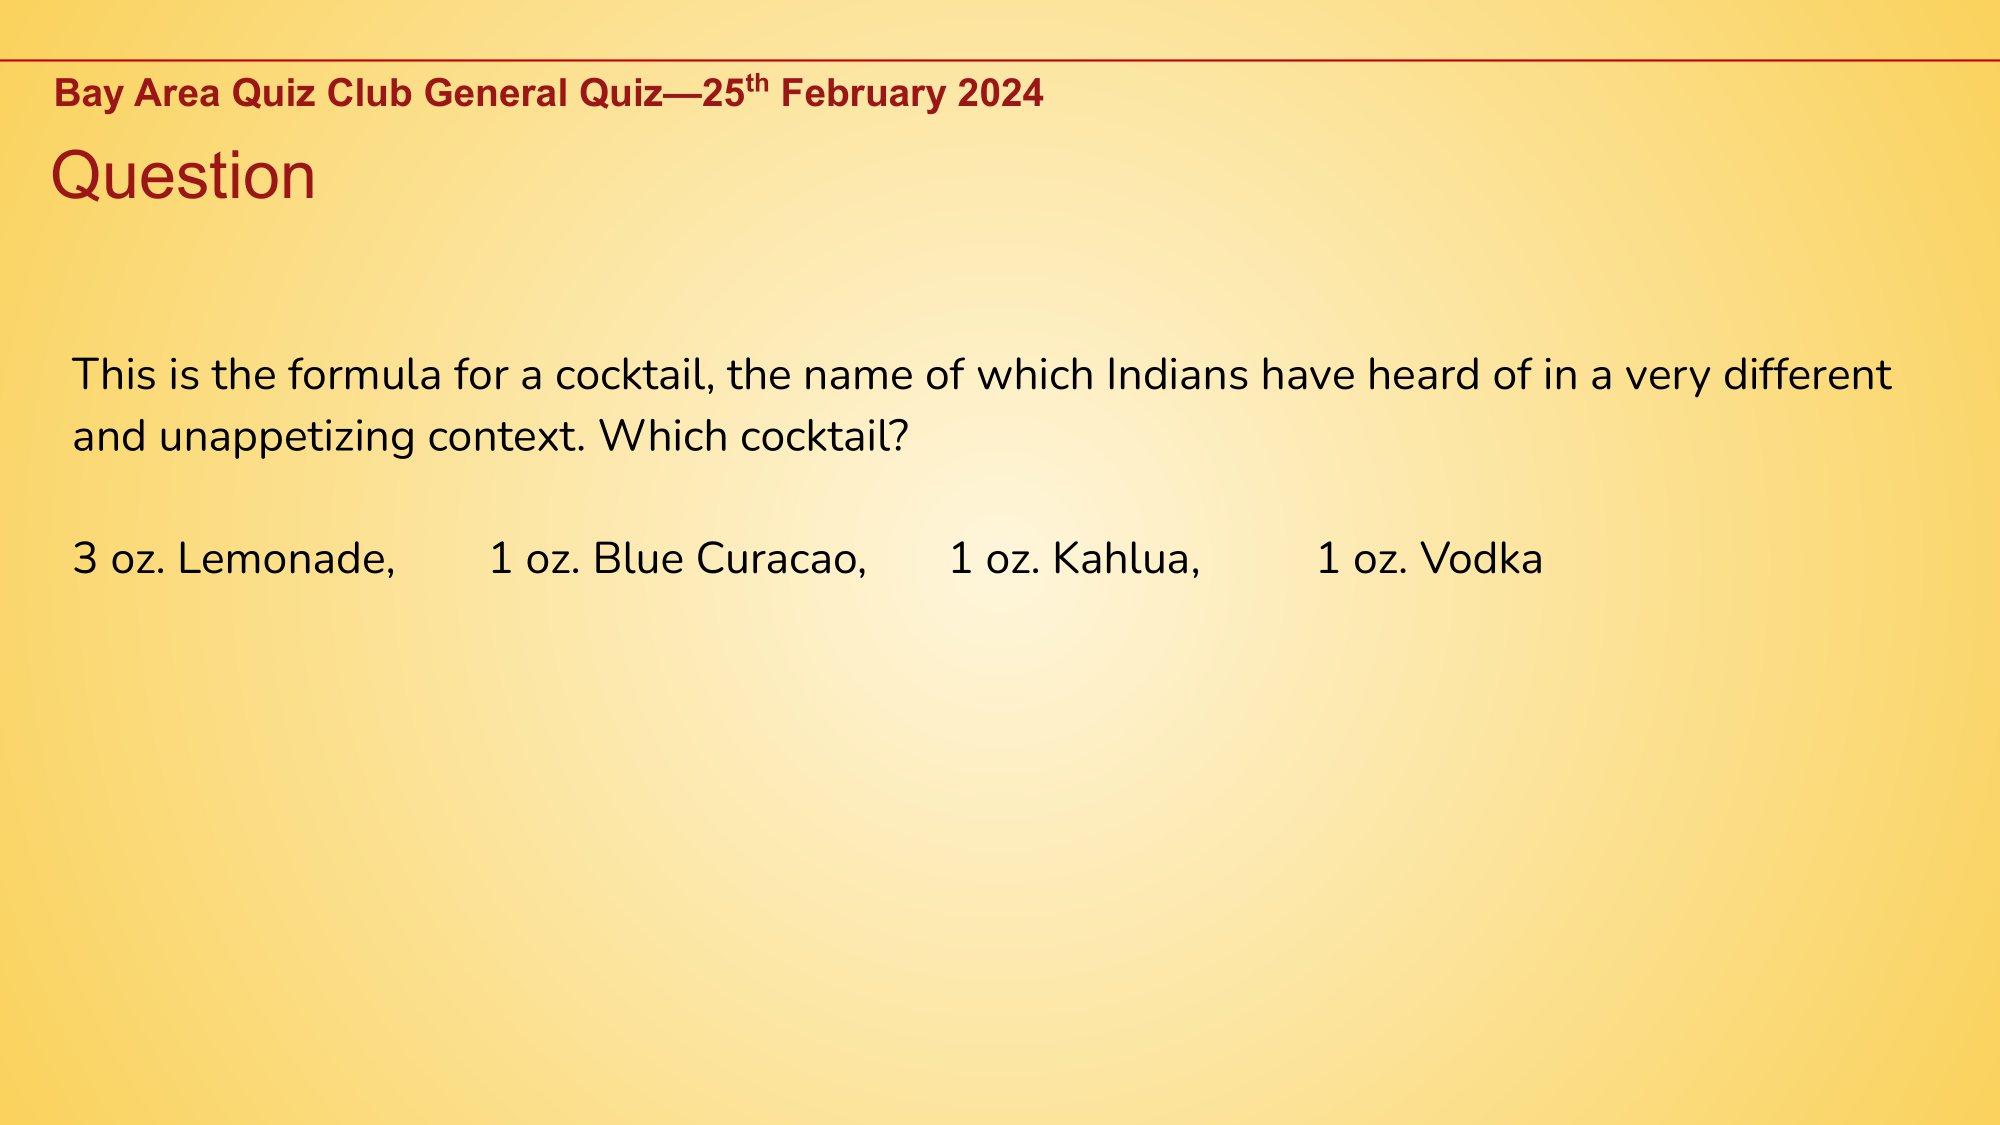 Bay Area Quiz Club General Quiz—25th February 2024
Question
This is the formula for a cocktail, the name of which Indians have heard of in a very different
and unappetizing context. Which cocktail?
3 oz. Lemonade, 1 oz. Blue Curacao, 1 oz. Kahlua, 1 oz. Vodka